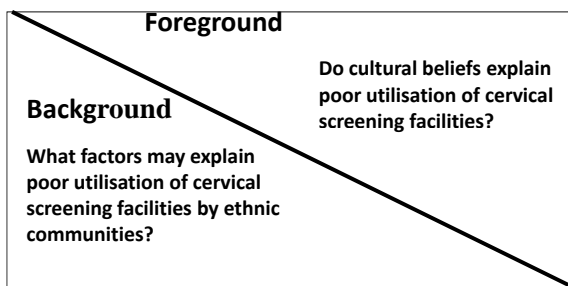 Foreground
Do cultural beliefs explain
poor utilisation of cervical
screening facilities?
Background
What factors may explain
poor utilisation of cervical
screening facilities by ethnic
communities?